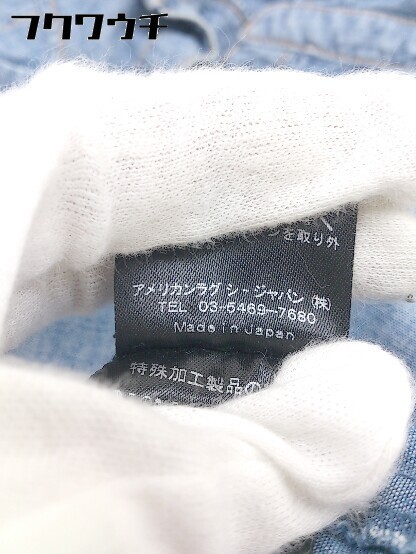 フクワウチ
を取り外
アメリカンラグ シー ジャパン (株)
TEL 03-5469-7680
Made in Japan
特殊加工製品の